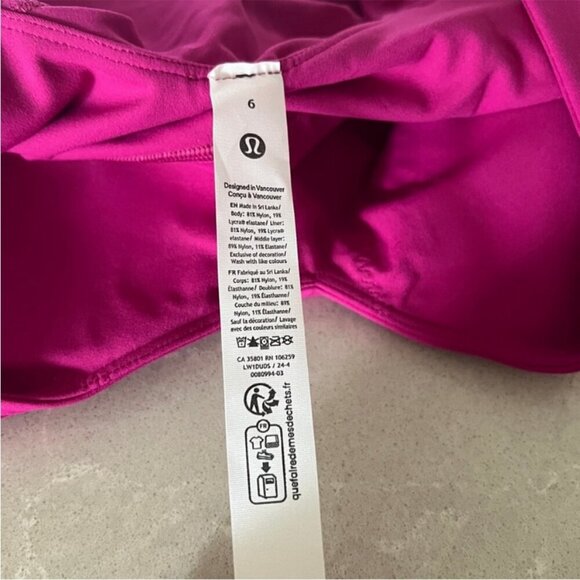 6
Designed in Vancouver
Conçu à Vancouver
EN Made in Sri Lanka/
Body: 81% Nylon, 19%
Lycra® elastane/ Liner:
81% Nylon, 19% Lycra®
elastane/ Middle layer:
89% Nylon, 11% Elastane/
Exclusive of decoration/
Wash with like colours
FR Fabriqué au Sri Lanka/
Corps: 81% Nylon, 19%
Élasthanne/ Doublure: 81%
Nylon, 19% Élasthanne/
Couche du milieu: 89%
Nylon, 11% Élasthanne/
Sauf la décoration/ Lavage
avec des couleurs similaires
CA 35801 RN 106259
LW1DUDS / 24-4
0080994-03
FR
quefairedemesdechets.fr